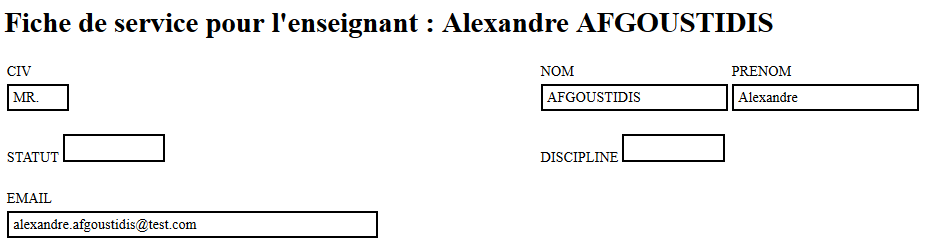 Fiche de service pour l'enseignant : Alexandre AFGOUSTIDIS
CIV NOM PRENOM
MR. AFGOUSTIDIS Alexandre
STATUT DISCIPLINE
EMAIL
alexandre.afgoustidis@test.com